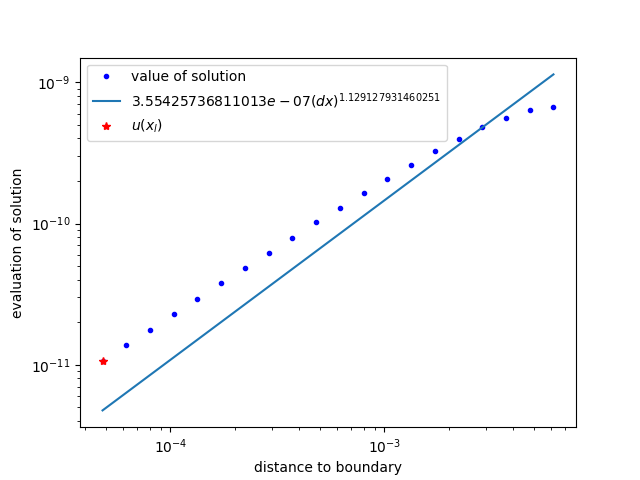 value of solution
3.55425736811013e − 07(dx)^1.129127931460251
u(x_l)
10^−9
10^−10
10^−11
evaluation of solution
10^−4
10^−3
distance to boundary